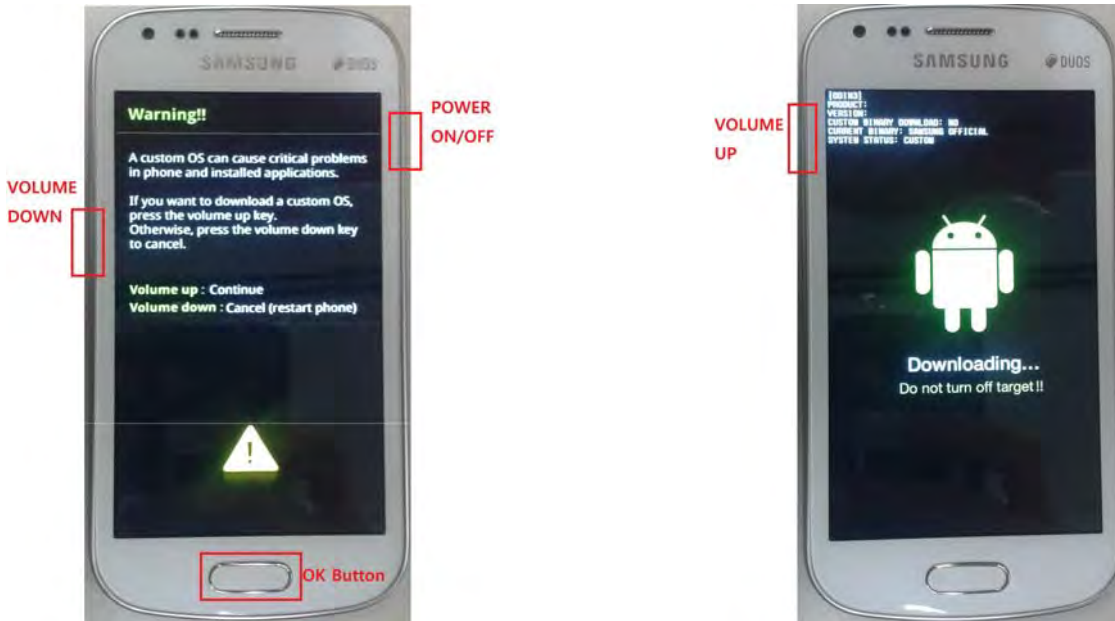 SAMSUNG DUOS
Warning!!
A custom OS can cause critical problems
in phone and installed applications.
If you want to download a custom OS,
press the volume up key.
Otherwise, press the volume down key
to cancel.
Volume up : Continue
Volume down : Cancel (restart phone)
POWER
ON/OFF
VOLUME
DOWN
OK Button
SAMSUNG DUOS
[ODIN3]
PRODUCT:
VERSION:
CUSTOM BINARY DOWNLOAD: NO
CURRENT BINARY: SAMSUNG OFFICIAL
SYSTEM STATUS: CUSTOM
VOLUME
UP
Downloading...
Do not turn off target !!